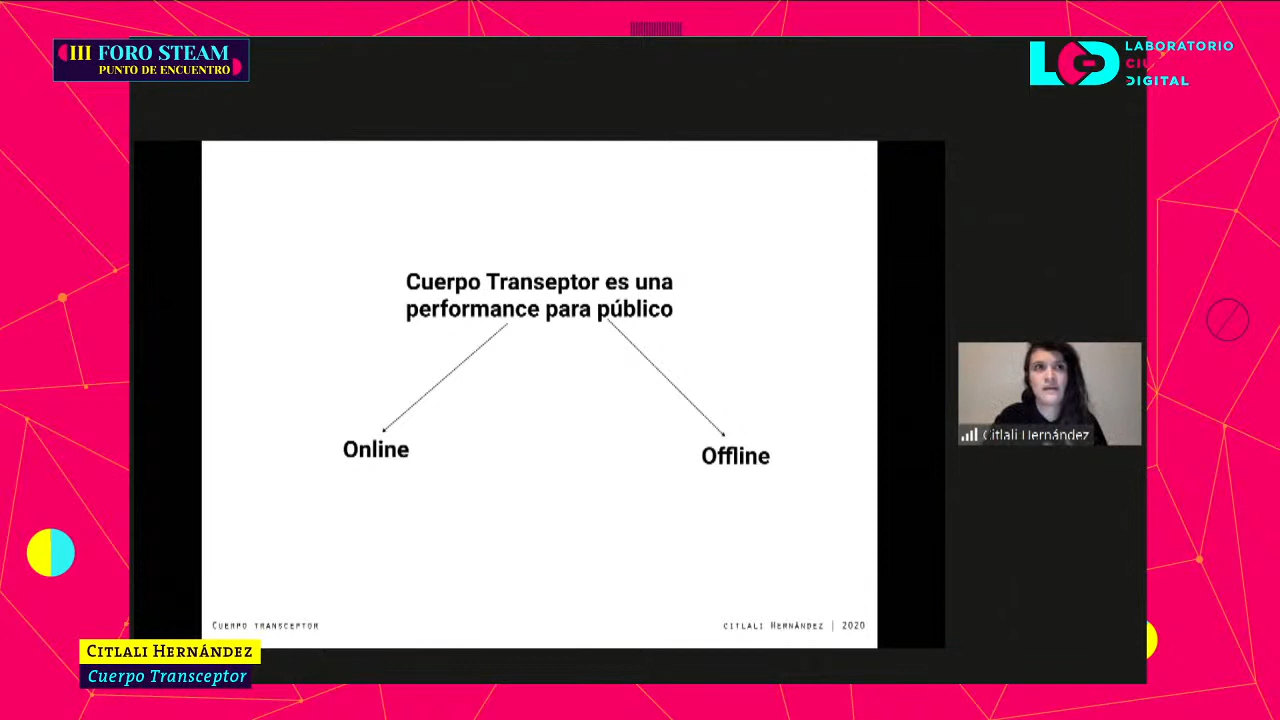 III FORO STEAM
PUNTO DE ENCUENTRO
LABORATORIO
DIGITAL
Cuerpo Transeptor es una
performance para público
Online
Offline
Citlali Hernández
Cuerpo transceptor
citlali Hernández | 2020
Citlali Hernández
Cuerpo Transceptor